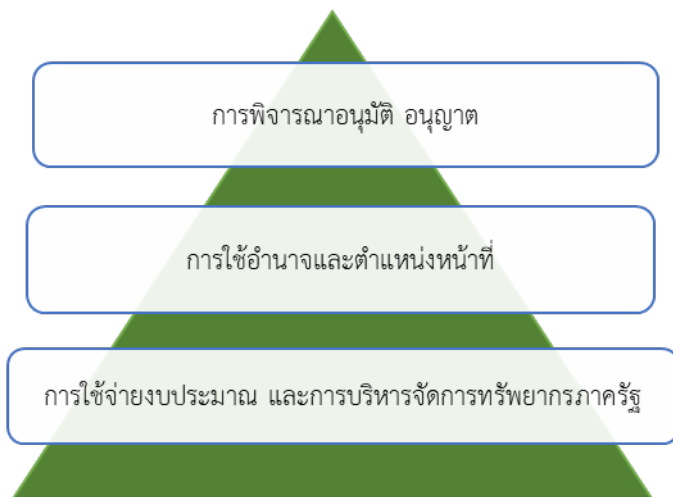 การพิจารณาอนุมัติ อนุญาต
การใช้อำนาจและตำแหน่งหน้าที่
การใช้จ่ายงบประมาณ และการบริหารจัดการทรัพยากรภาครัฐ